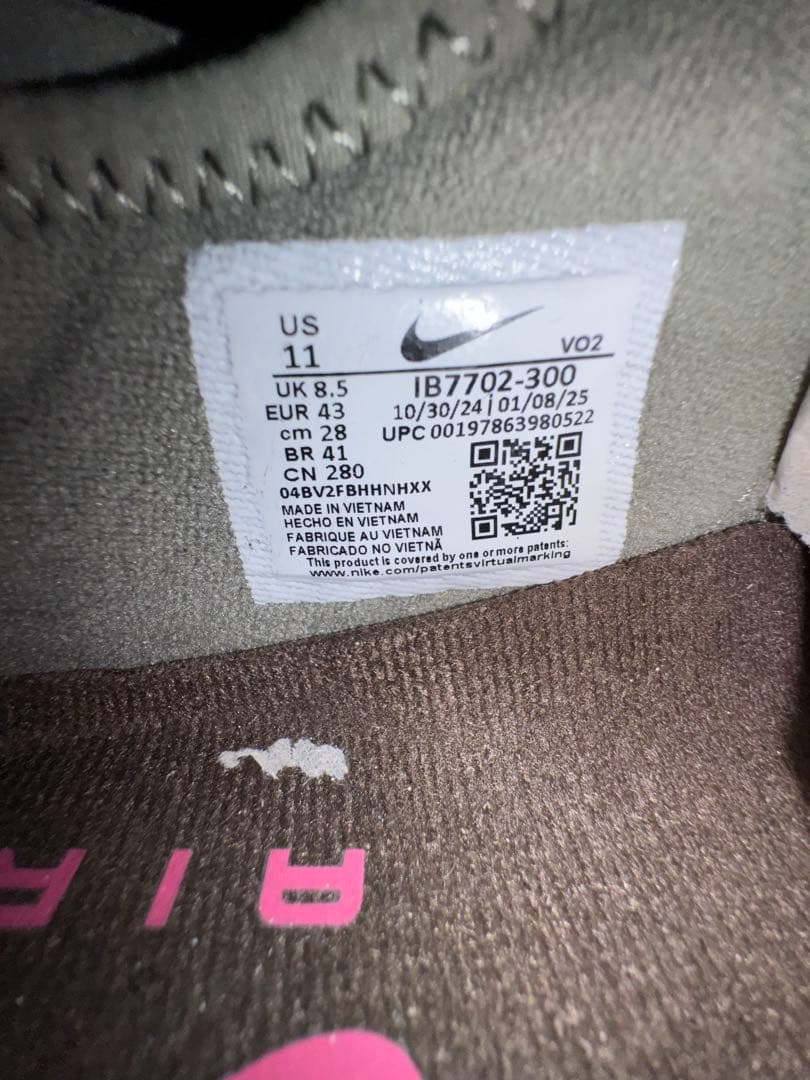 US
11
VO2
UK 8.5
IB7702-300
EUR 43
10/30/24 | 01/08/25
cm 28
UPC 00197863980522
BR 41
CN 280
04BV2FBHHNHXX
MADE IN VIETNAM
HECHO EN VIETNAM
FABRIQUE AU VIETNAM
FABRICADO NO VIETNÃ
This product is covered by one or more patents:
www.nike.com/patentsvirtualmarking
AIR